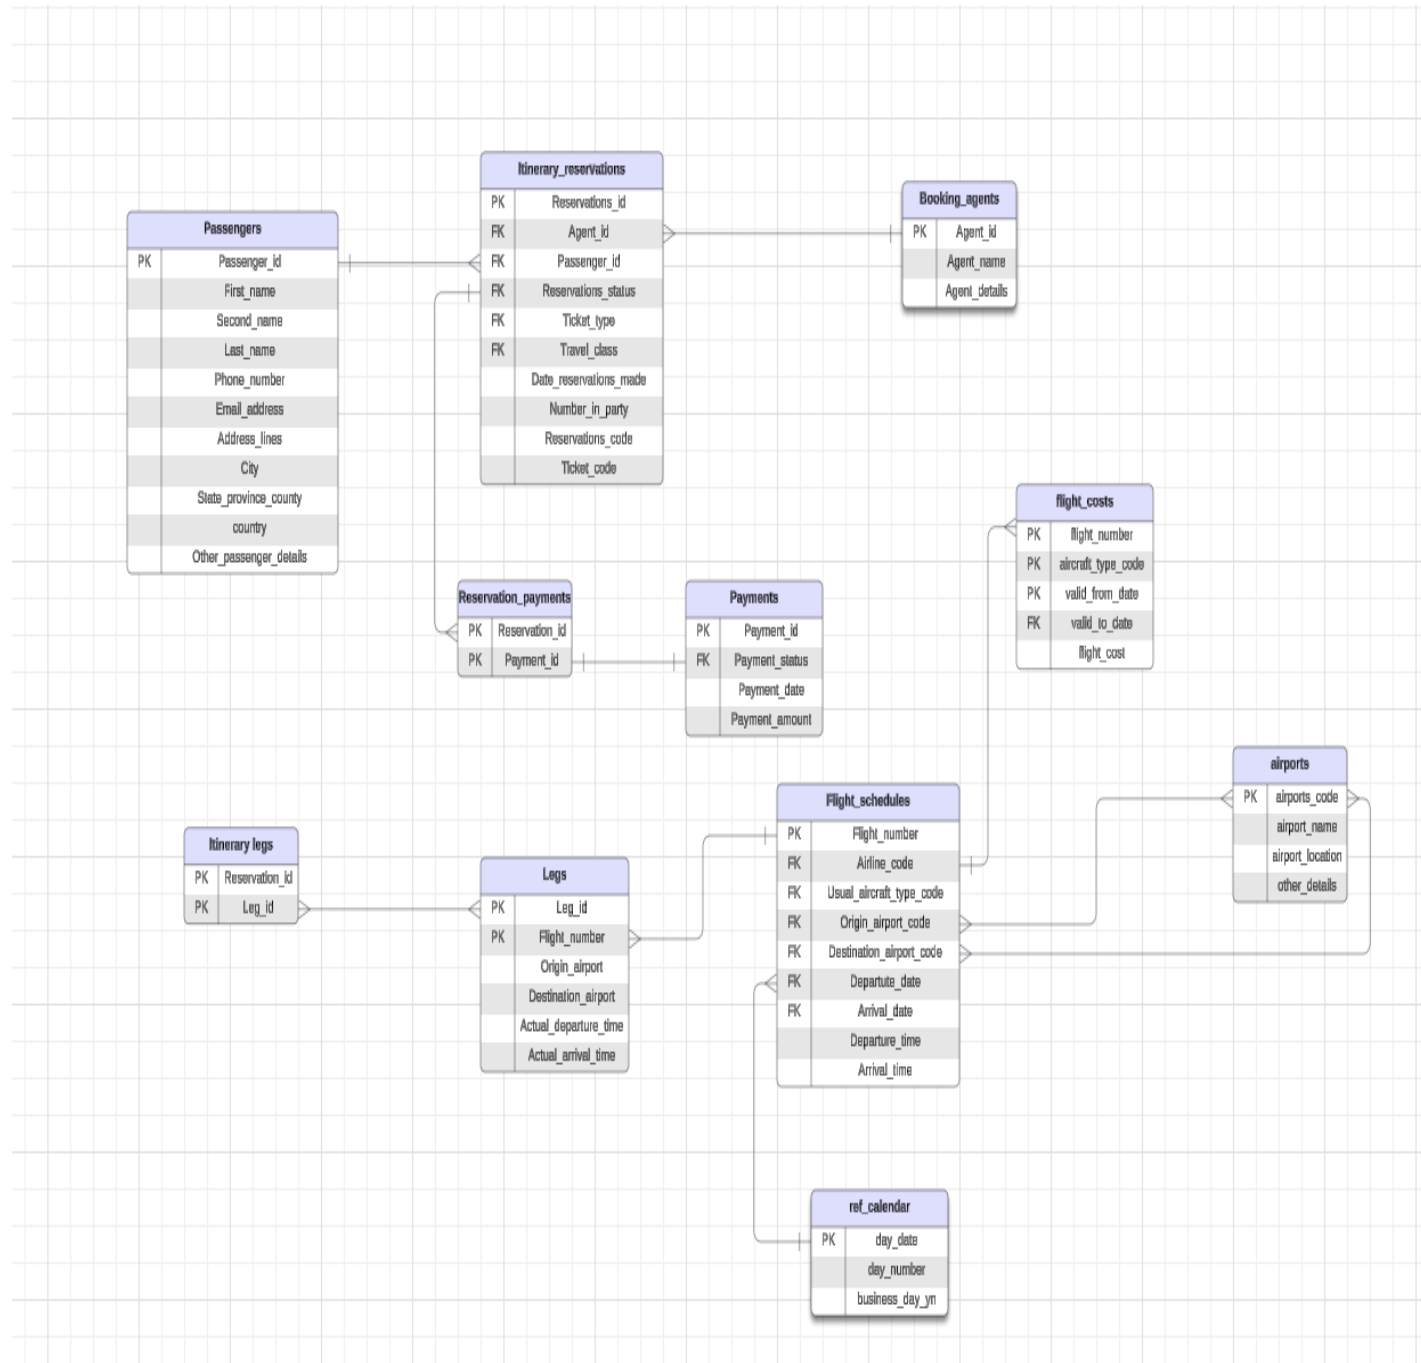 Itinerary_reservations
PK Reservations_id
FK Agent_id
FK Passenger_id
FK Reservations_status
FK Ticket_type
FK Travel_class
Date_reservations_made
Number_in_party
Reservations_code
Ticket_code
Booking_agents
PK Agent_id
Agent_name
Agent_details
Passengers
PK Passenger_id
First_name
Second_name
Last_name
Phone_number
Email_address
Address_lines
City
State_province_county
country
Other_passenger_details
flight_costs
PK flight_number
PK aircraft_type_code
PK valid_from_date
FK valid_to_date
flight_cost
Reservation_payments
PK Reservation_id
PK Payment_id
Payments
PK Payment_id
FK Payment_status
Payment_date
Payment_amount
airports
PK airports_code
airport_name
airport_location
other_details
Flight_schedules
PK Flight_number
FK Airline_code
FK Usual_aircraft_type_code
FK Origin_airport_code
FK Destination_airport_code
FK Departute_date
FK Arrival_date
Departure_time
Arrival_time
Itinerary legs
PK Reservation_id
PK Leg_id
Legs
PK Leg_id
PK Flight_number
Origin_airport
Destination_airport
Actual_departure_time
Actual_arrival_time
ref_calendar
PK day_date
day_number
business_day_yn